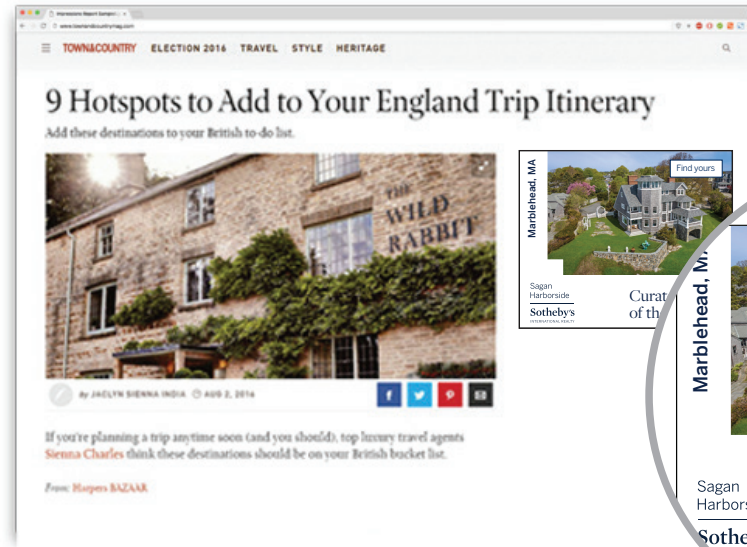 www.townandcountrymag.com
TOWN&COUNTRY ELECTION 2016 TRAVEL STYLE HERITAGE
9 Hotspots to Add to Your England Trip Itinerary
Add these destinations to your British to-do list.
THE
WILD
RABBIT
by JACLYN SIENNA INDIA AUG 2, 2016
If you're planning a trip anytime soon (and you should), top luxury travel agents
Sienna Charles think these destinations should be on your British bucket list.
From: Harpers BAZAAR
Marblehead, MA
Find yours
Sagan
Harborside
Sotheby's
INTERNATIONAL REALTY
Curat
of th
Marblehead, M
Sagan
Harbors
Sothe